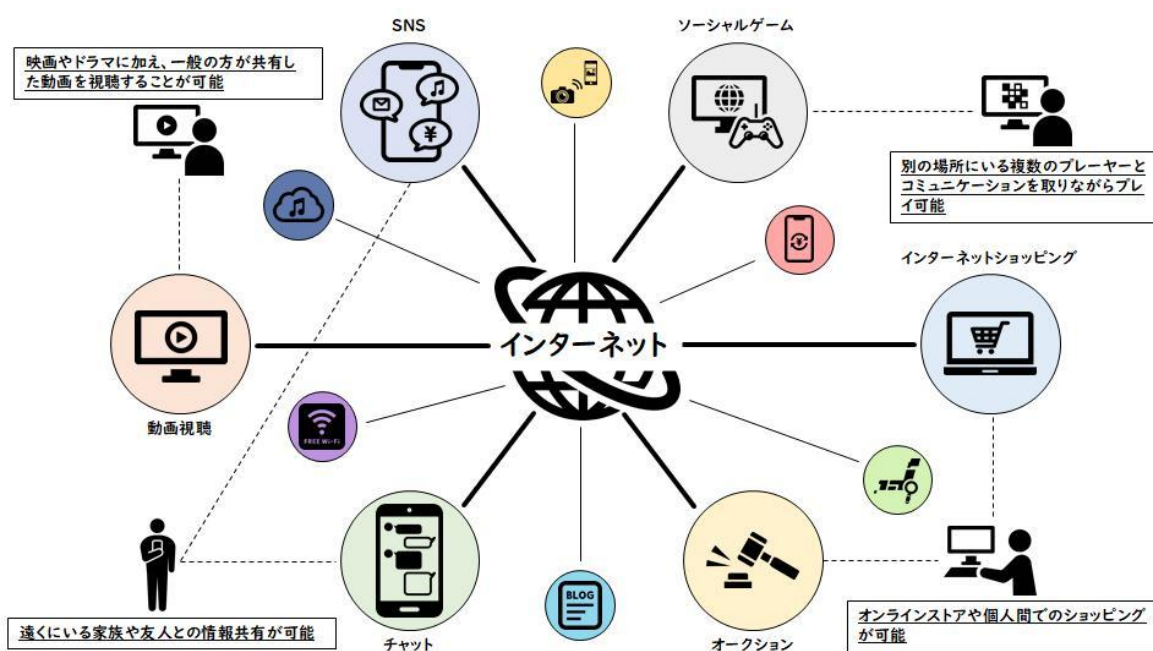 SNS
ソーシャルゲーム
映画やドラマに加え、一般の方が共有し
た動画を視聴することが可能
¥
別の場所にいる複数のプレーヤーと
コミュニケーションを取りながらプレ
イ可能
¥
インターネットショッピング
インターネット
動画視聴
FREE Wi-Fi
BLOG
遠くにいる家族や友人との情報共有が可能
チャット
オークション
オンラインストアや個人間でのショッピング
が可能